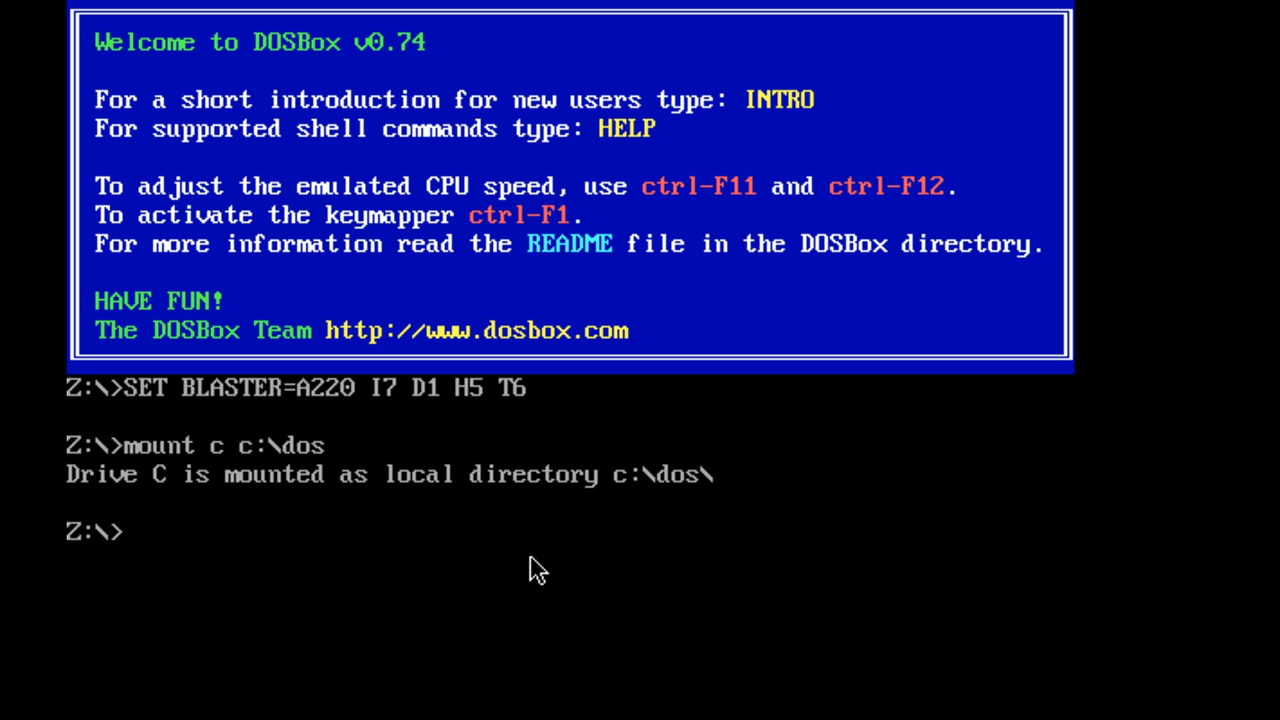 Welcome to DOSBox v0.74
For a short introduction for new users type: INTRO
For supported shell commands type: HELP
To adjust the emulated CPU speed, use ctrl-F11 and ctrl-F12.
To activate the keymapper ctrl-F1.
For more information read the README file in the DOSBox directory.
HAVE FUN!
The DOSBox Team http://www.dosbox.com
Z:\>SET BLASTER=A220 I7 D1 H5 T6
Z:\>mount c c:\dos
Drive C is mounted as local directory c:\dos\
Z:\>